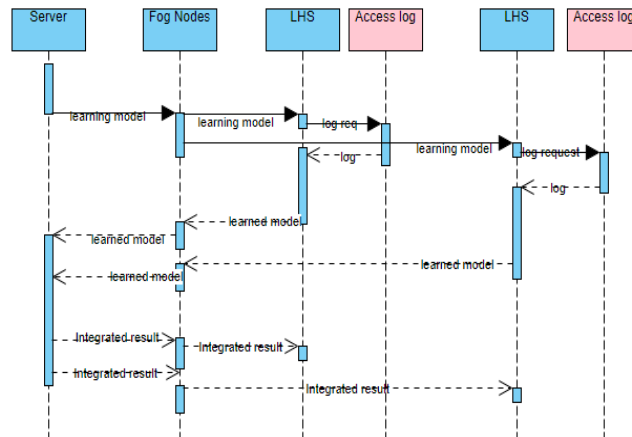 Server
Fog Nodes
LHS
Access log
LHS
Access log
learning model
learning model
log req
learning model
log request
log
log
learned model
learned model
learned model
learned model
Integrated result
Integrated result
Integrated result
Integrated result